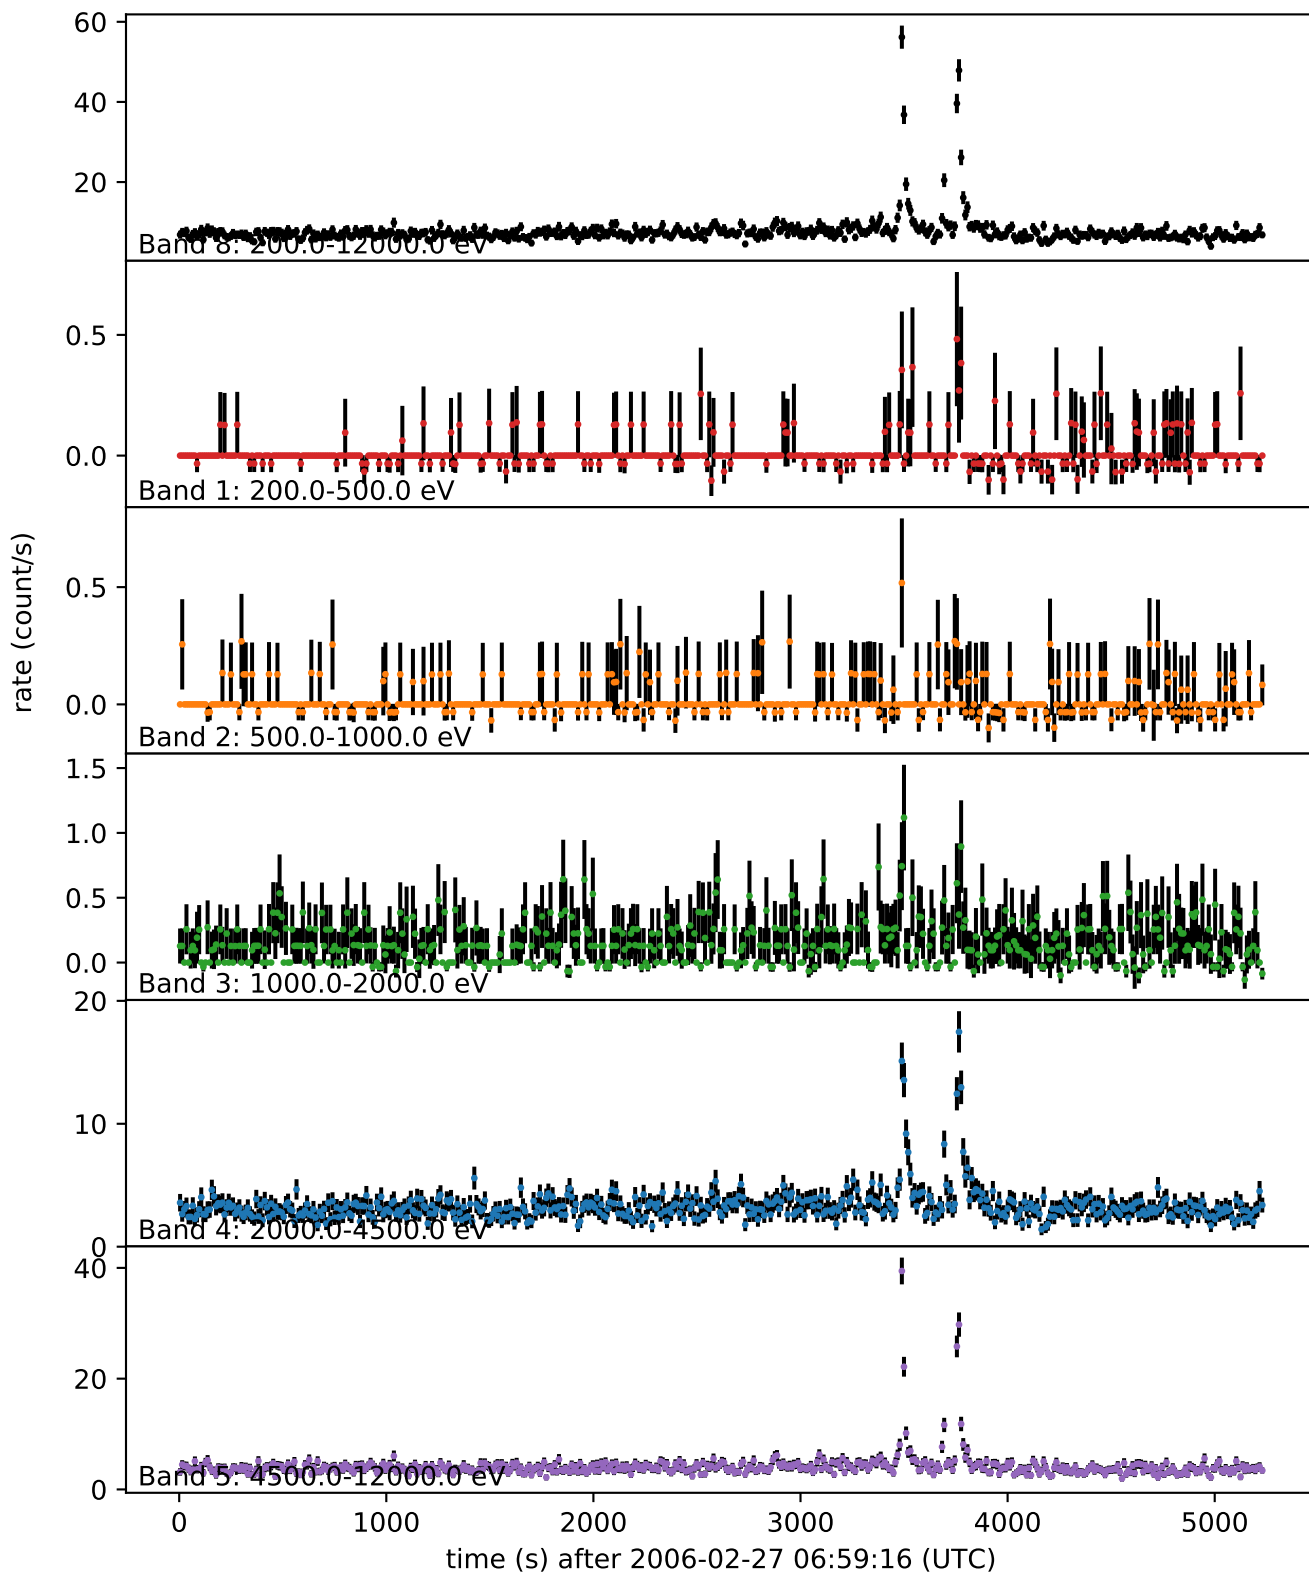 60
40
20
Band 8: 200.0-12000.0 eV
0.5
0.0
Band 1: 200.0-500.0 eV
rate (count/s)
0.5
0.0
Band 2: 500.0-1000.0 eV
1.5
1.0
0.5
0.0
Band 3: 1000.0-2000.0 eV
20
10
0
Band 4: 2000.0-4500.0 eV
40
20
0
Band 5: 4500.0-12000.0 eV
0 1000 2000 3000 4000 5000
time (s) after 2006-02-27 06:59:16 (UTC)